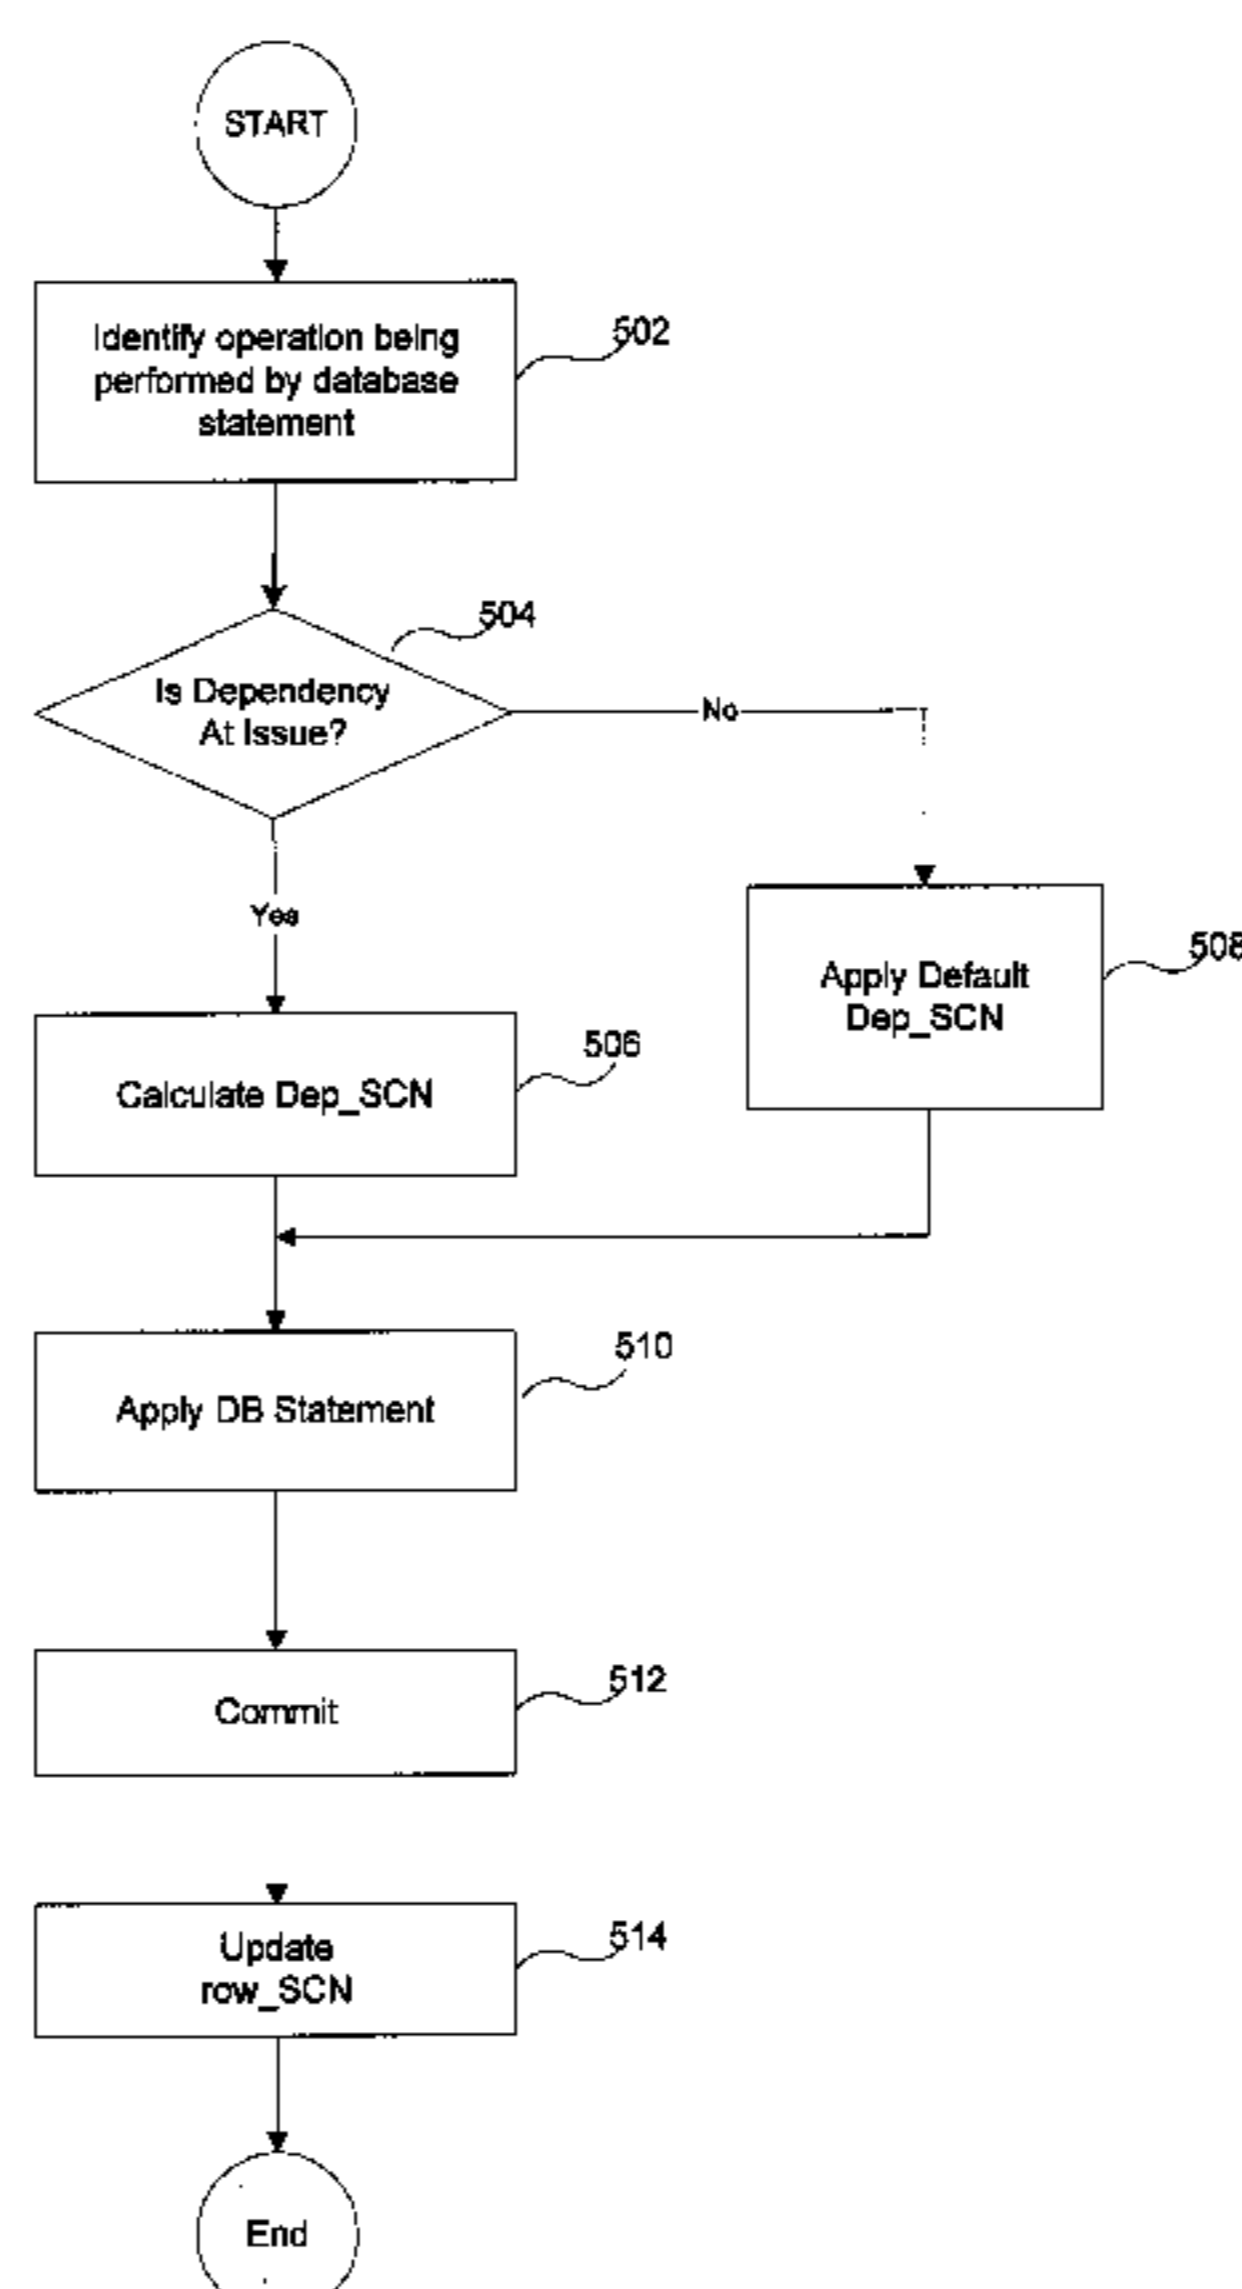 START
Identify operation being
performed by database
statement
502
504
Is Dependency
At Issue?
No
Yes
508
Apply Default
Dep_SCN
506
Calculate Dep_SCN
510
Apply DB Statement
512
Commit
514
Update
row_SCN
End